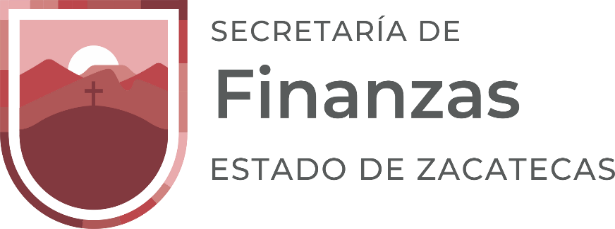 SECRETARÍA DE
Finanzas
ESTADO DE ZACATECAS